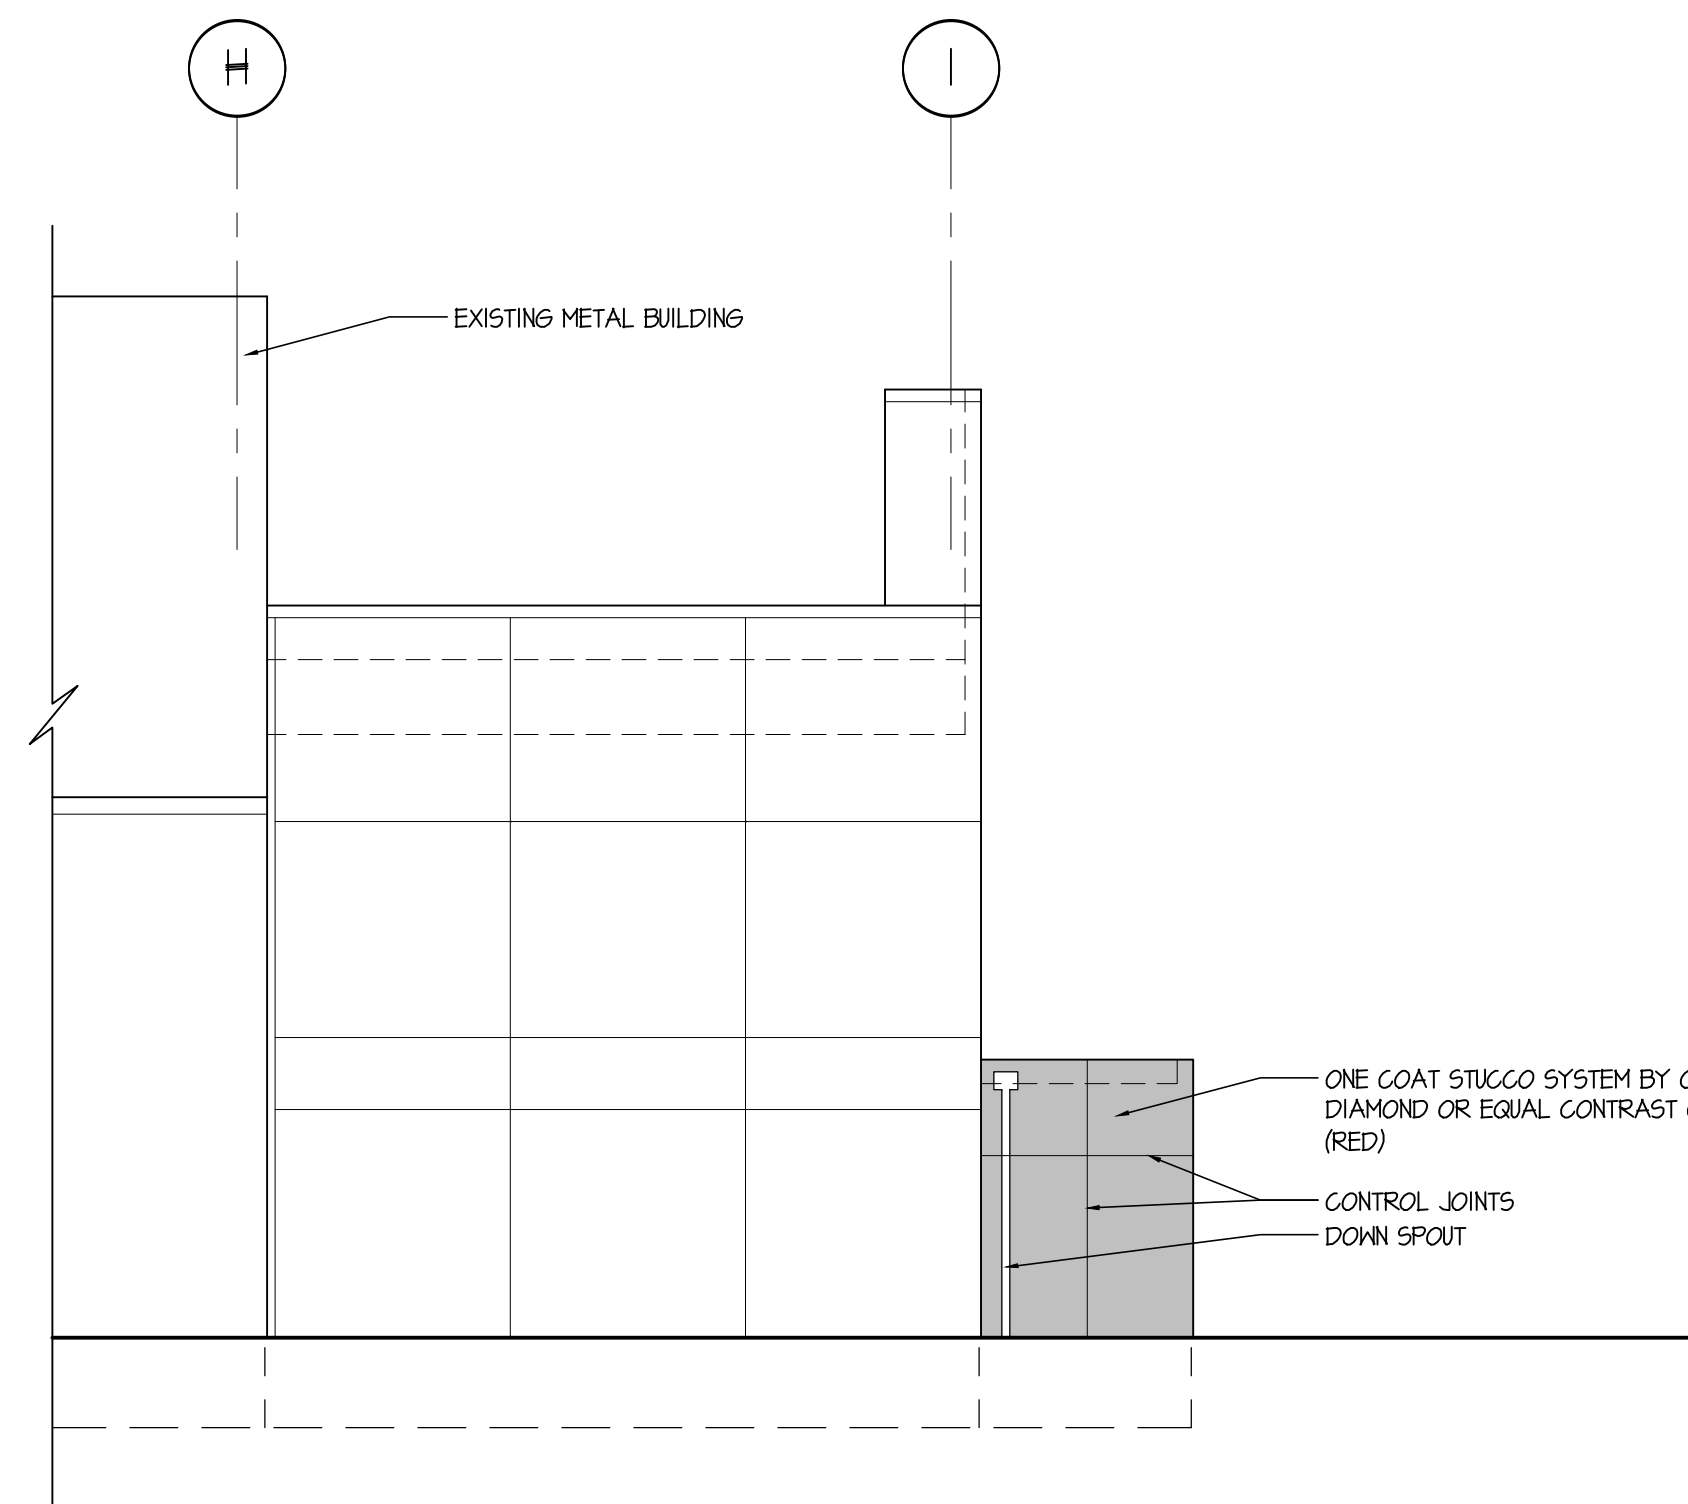 H
I
EXISTING METAL BUILDING
ONE COAT STUCCO SYSTEM BY
DIAMOND OR EQUAL CONTRAST
(RED)
CONTROL JOINTS
DOWN SPOUT